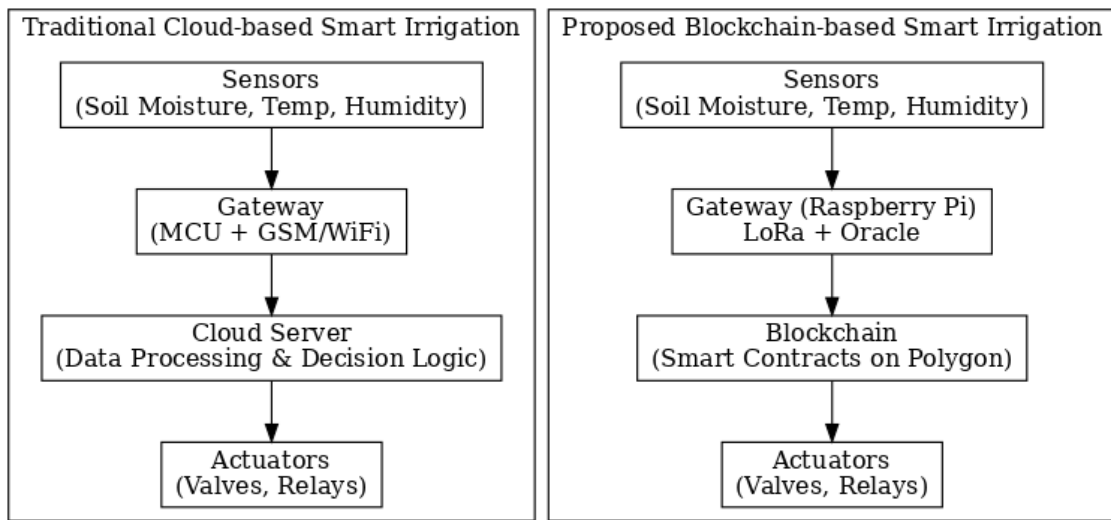 Traditional Cloud-based Smart Irrigation
Sensors
(Soil Moisture, Temp, Humidity)
Gateway
(MCU + GSM/WiFi)
Cloud Server
(Data Processing & Decision Logic)
Actuators
(Valves, Relays)
Proposed Blockchain-based Smart Irrigation
Sensors
(Soil Moisture, Temp, Humidity)
Gateway (Raspberry Pi)
LoRa + Oracle
Blockchain
(Smart Contracts on Polygon)
Actuators
(Valves, Relays)